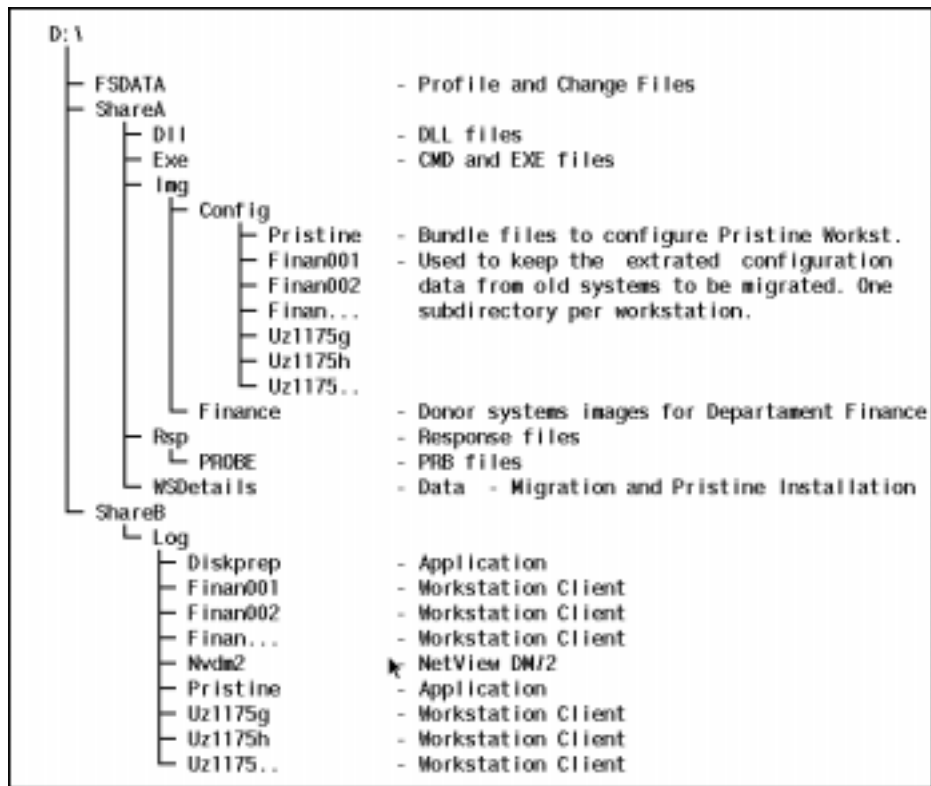 D:\
FSDATA - Profile and Change Files
ShareA
Dll - DLL files
Exe - CMD and EXE files
Img
Config
Pristine - Bundle files to configure Pristine Workst.
Finan001 - Used to keep the extrated configuration
Finan002 data from old systems to be migrated. One
Finan... subdirectory per workstation.
Uz1175g
Uz1175h
Uz1175..
Finance - Donor systems images for Departament Finance
Rsp - Response files
PROBE - PRB files
WSDetails - Data - Migration and Pristine Installation
ShareB
Log
Diskprep - Application
Finan001 - Workstation Client
Finan002 - Workstation Client
Finan... - Workstation Client
Nvdm2 - NetView DM/2
Pristine - Application
Uz1175g - Workstation Client
Uz1175h - Workstation Client
Uz1175.. - Workstation Client